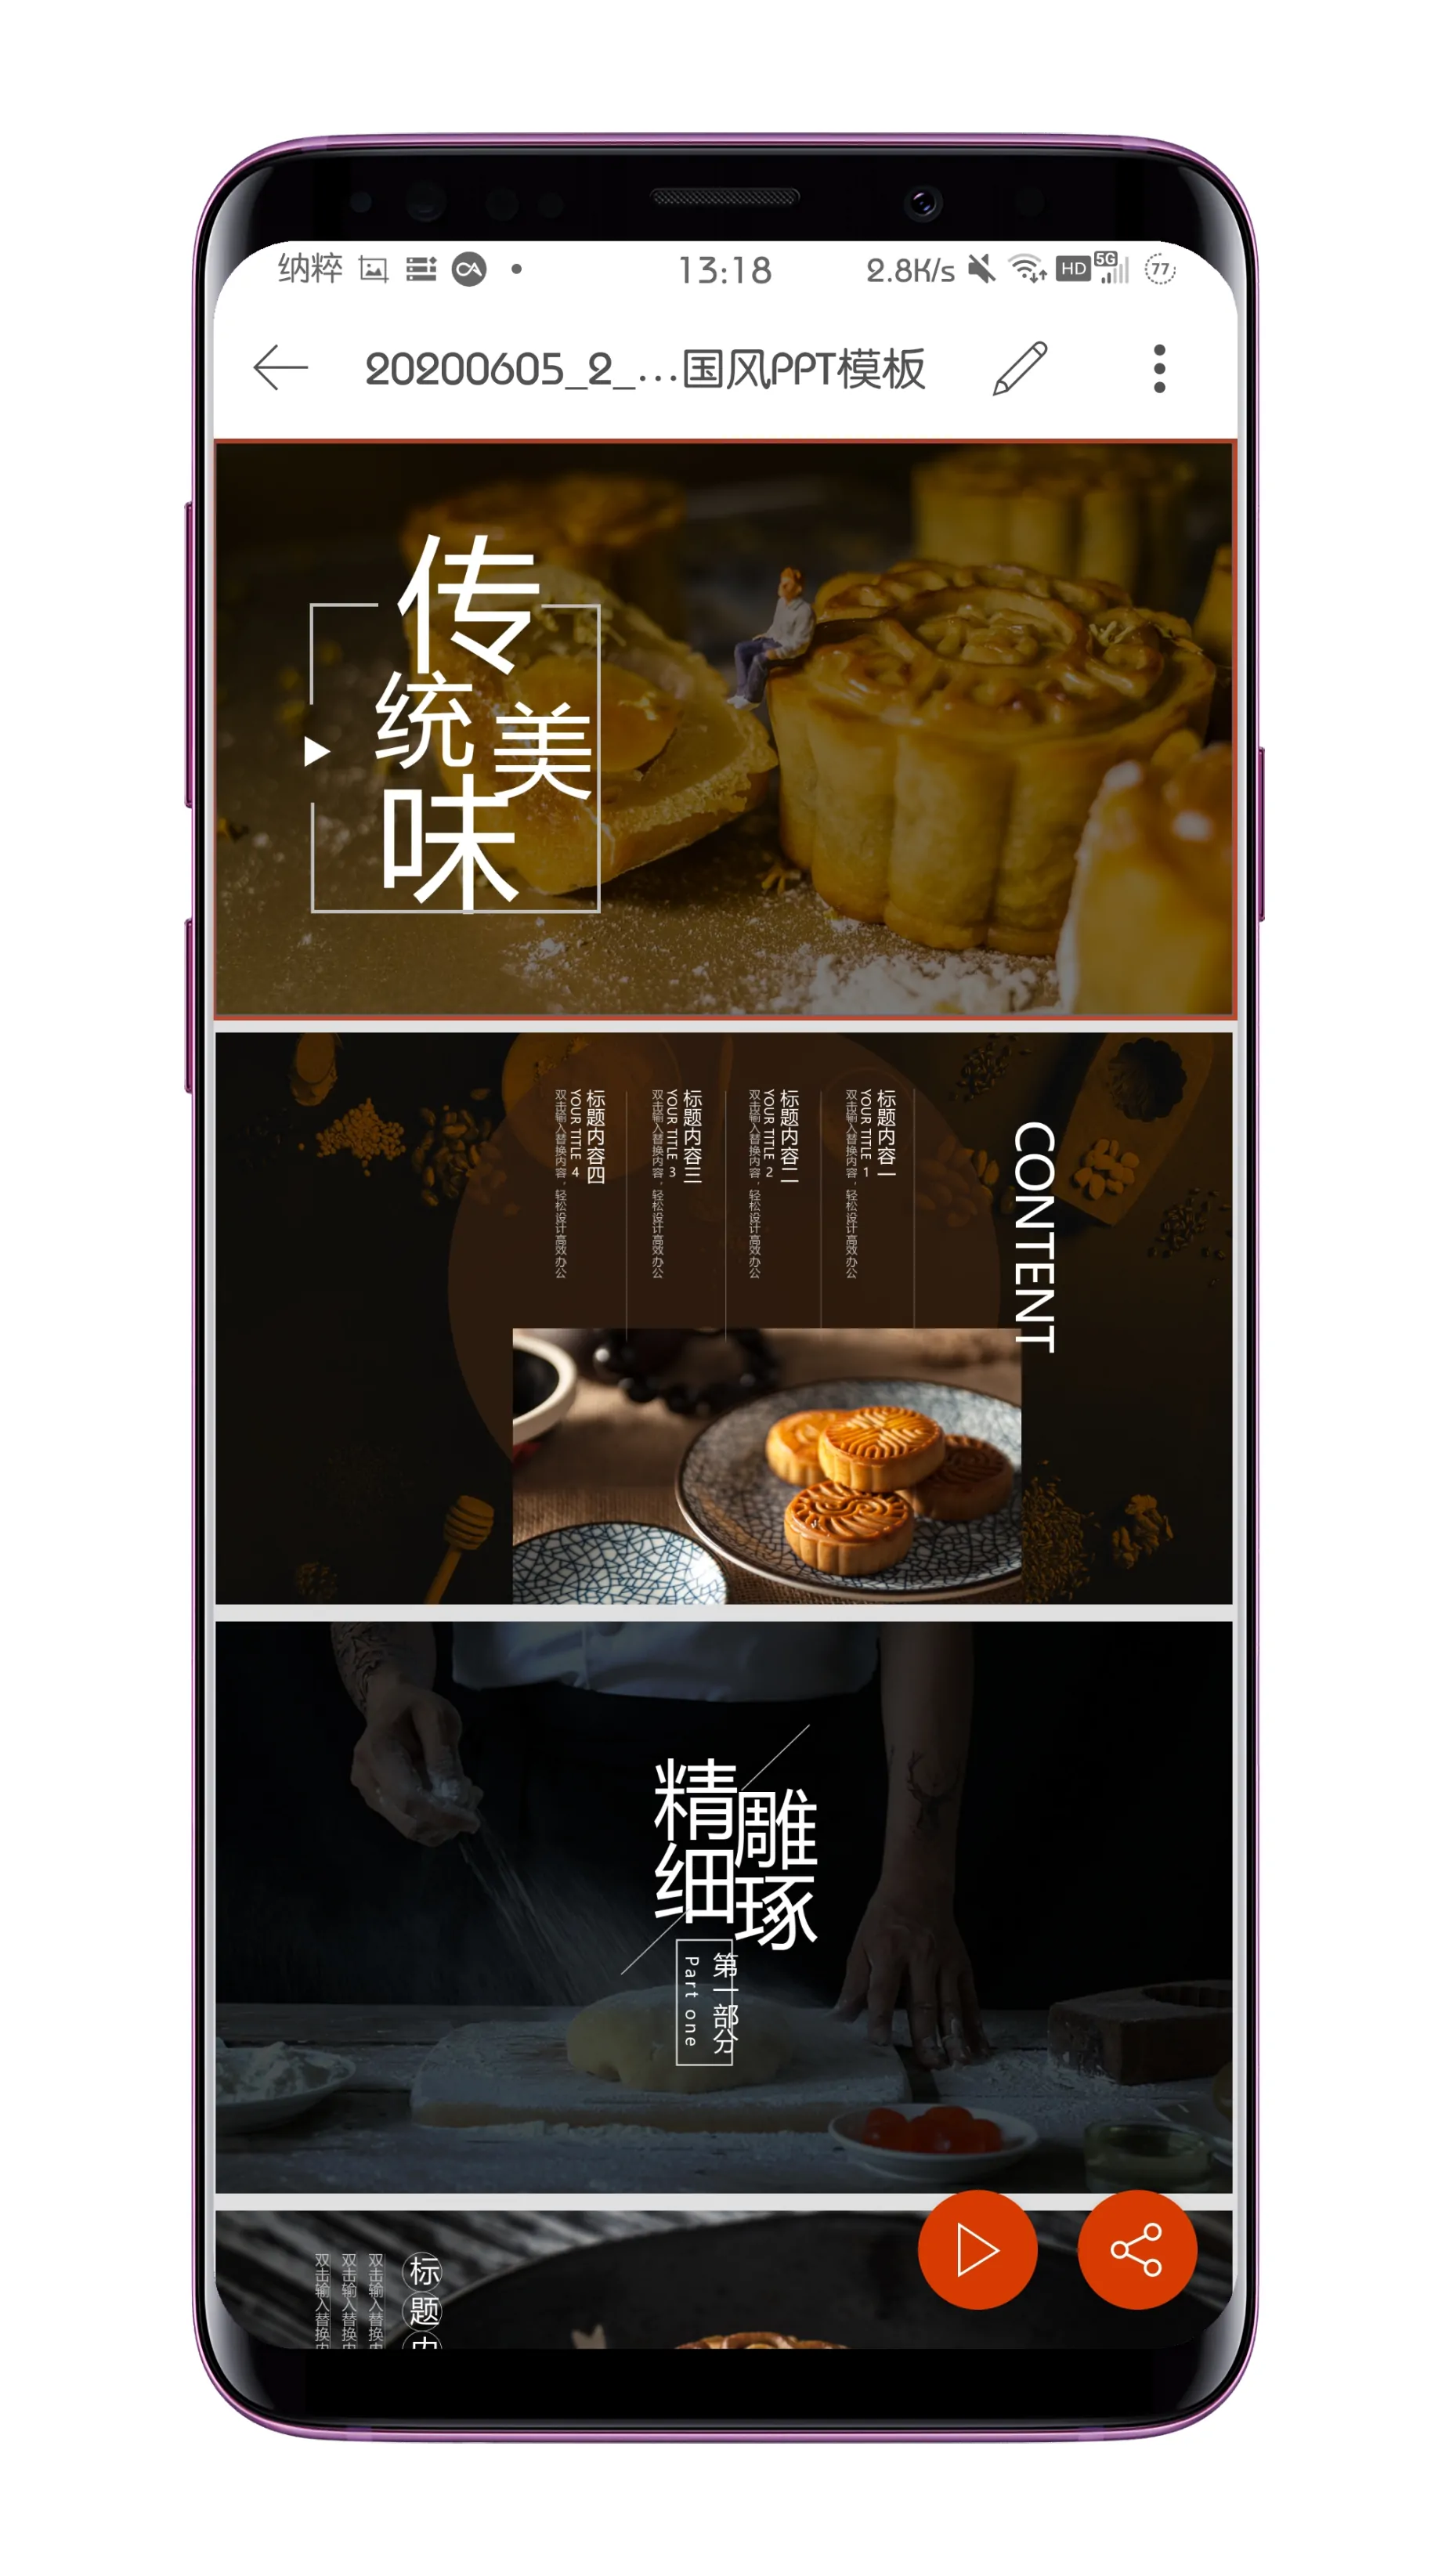 纳粹
13:18
2.8K/s
HD
5G
77
20200605_2_...国风PPT模板
传
统
美
味
CONTENT
标题内容一
YOUR TITLE 1
双击输入替换内容，轻松设计高效办公
标题内容二
YOUR TITLE 2
双击输入替换内容，轻松设计高效办公
标题内容三
YOUR TITLE 3
双击输入替换内容，轻松设计高效办公
标题内容四
YOUR TITLE 4
双击输入替换内容，轻松设计高效办公
精细
雕琢
第一部分
Part one
标题内
双击输入替换内
双击输入替换内
双击输入替换内